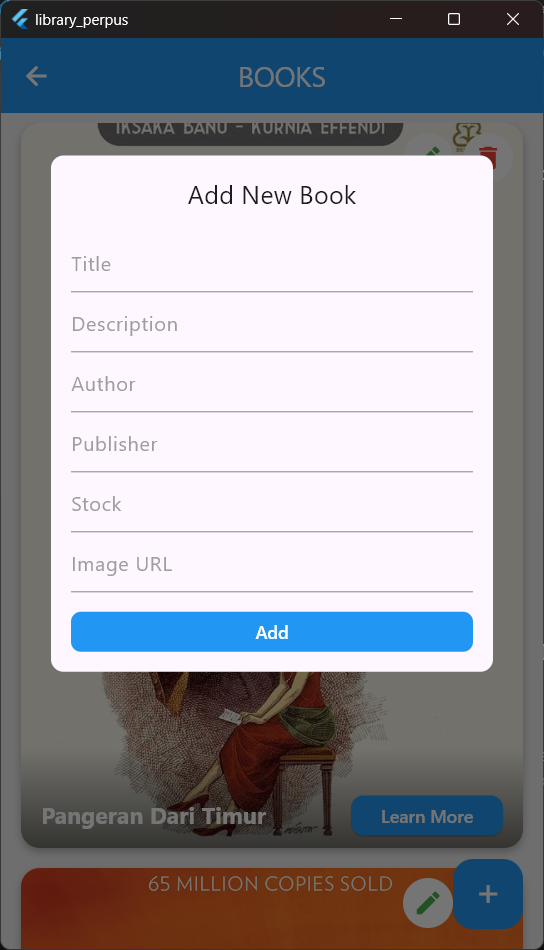 library_perpus
BOOKS
IKSAKA BANU - KURNIA EFFENDI
Add New Book
Title
Description
Author
Publisher
Stock
Image URL
Add
Pangeran Dari Timur
Learn More
65 MILLION COPIES SOLD